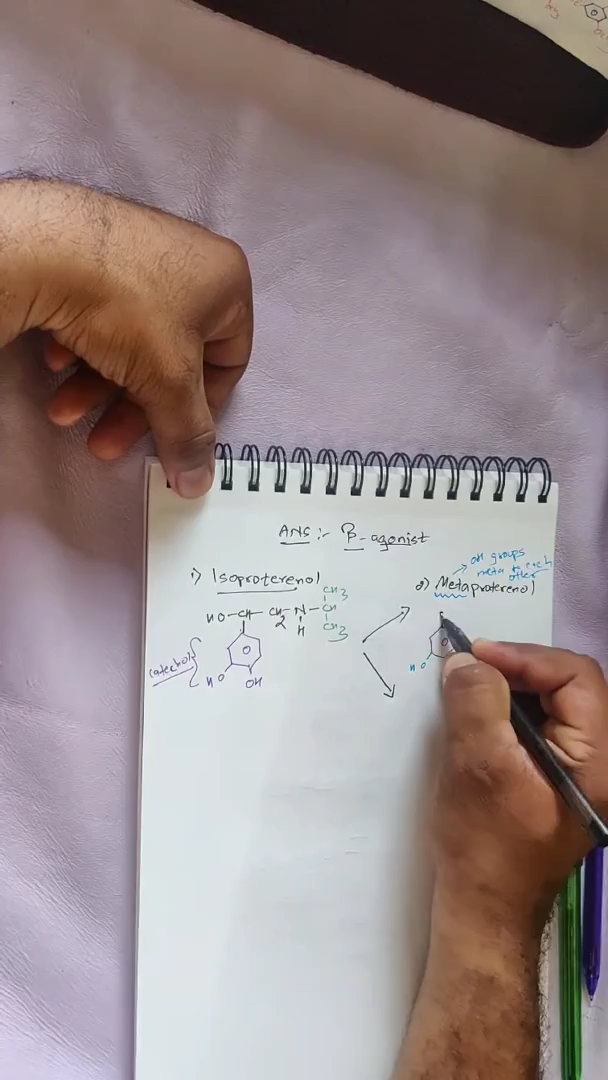 ANS :- β-agonist
1) Isoproterenol
OH groups
meta to each
other
2) Metaproterenol
HO-CH-CH2-N-CH
H
CH3
CH3
catechol
HO
OH
HO